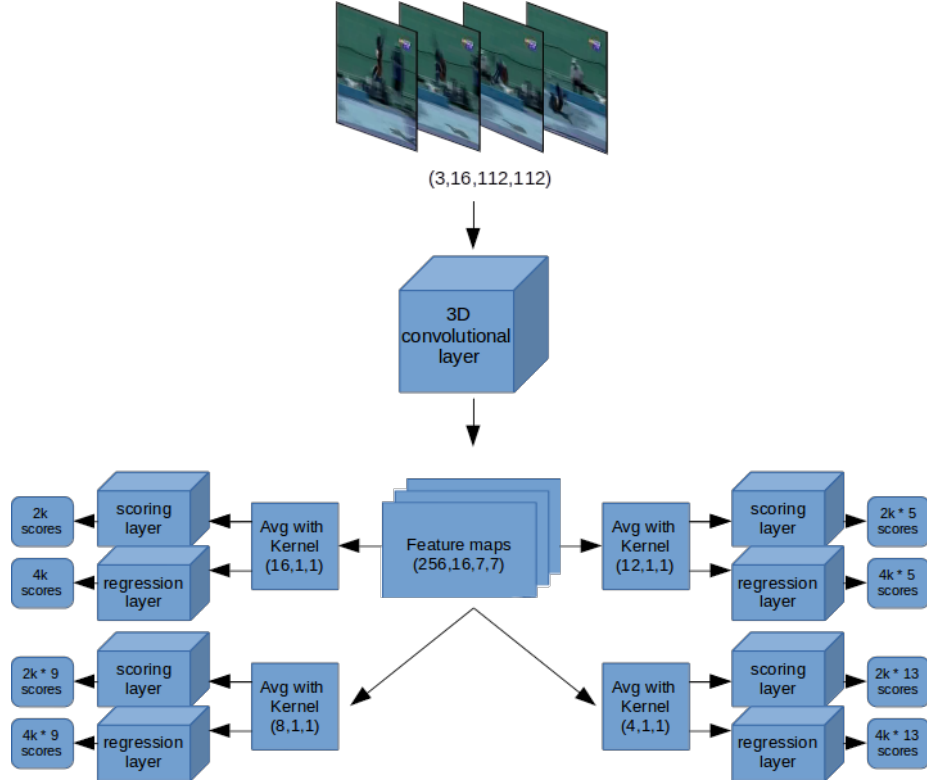 (3,16,112,112)
3D
convolutional
layer
2k
scores
scoring
layer
Avg with
Kernel
(16,1,1)
4k
scores
regression
layer
Feature maps
(256,16,7,7)
Avg with
Kernel
(12,1,1)
scoring
layer
2k * 5
scores
regression
layer
4k * 5
scores
2k * 9
scores
scoring
layer
Avg with
Kernel
(8,1,1)
4k * 9
scores
regression
layer
Avg with
Kernel
(4,1,1)
scoring
layer
2k * 13
scores
regression
layer
4k * 13
scores